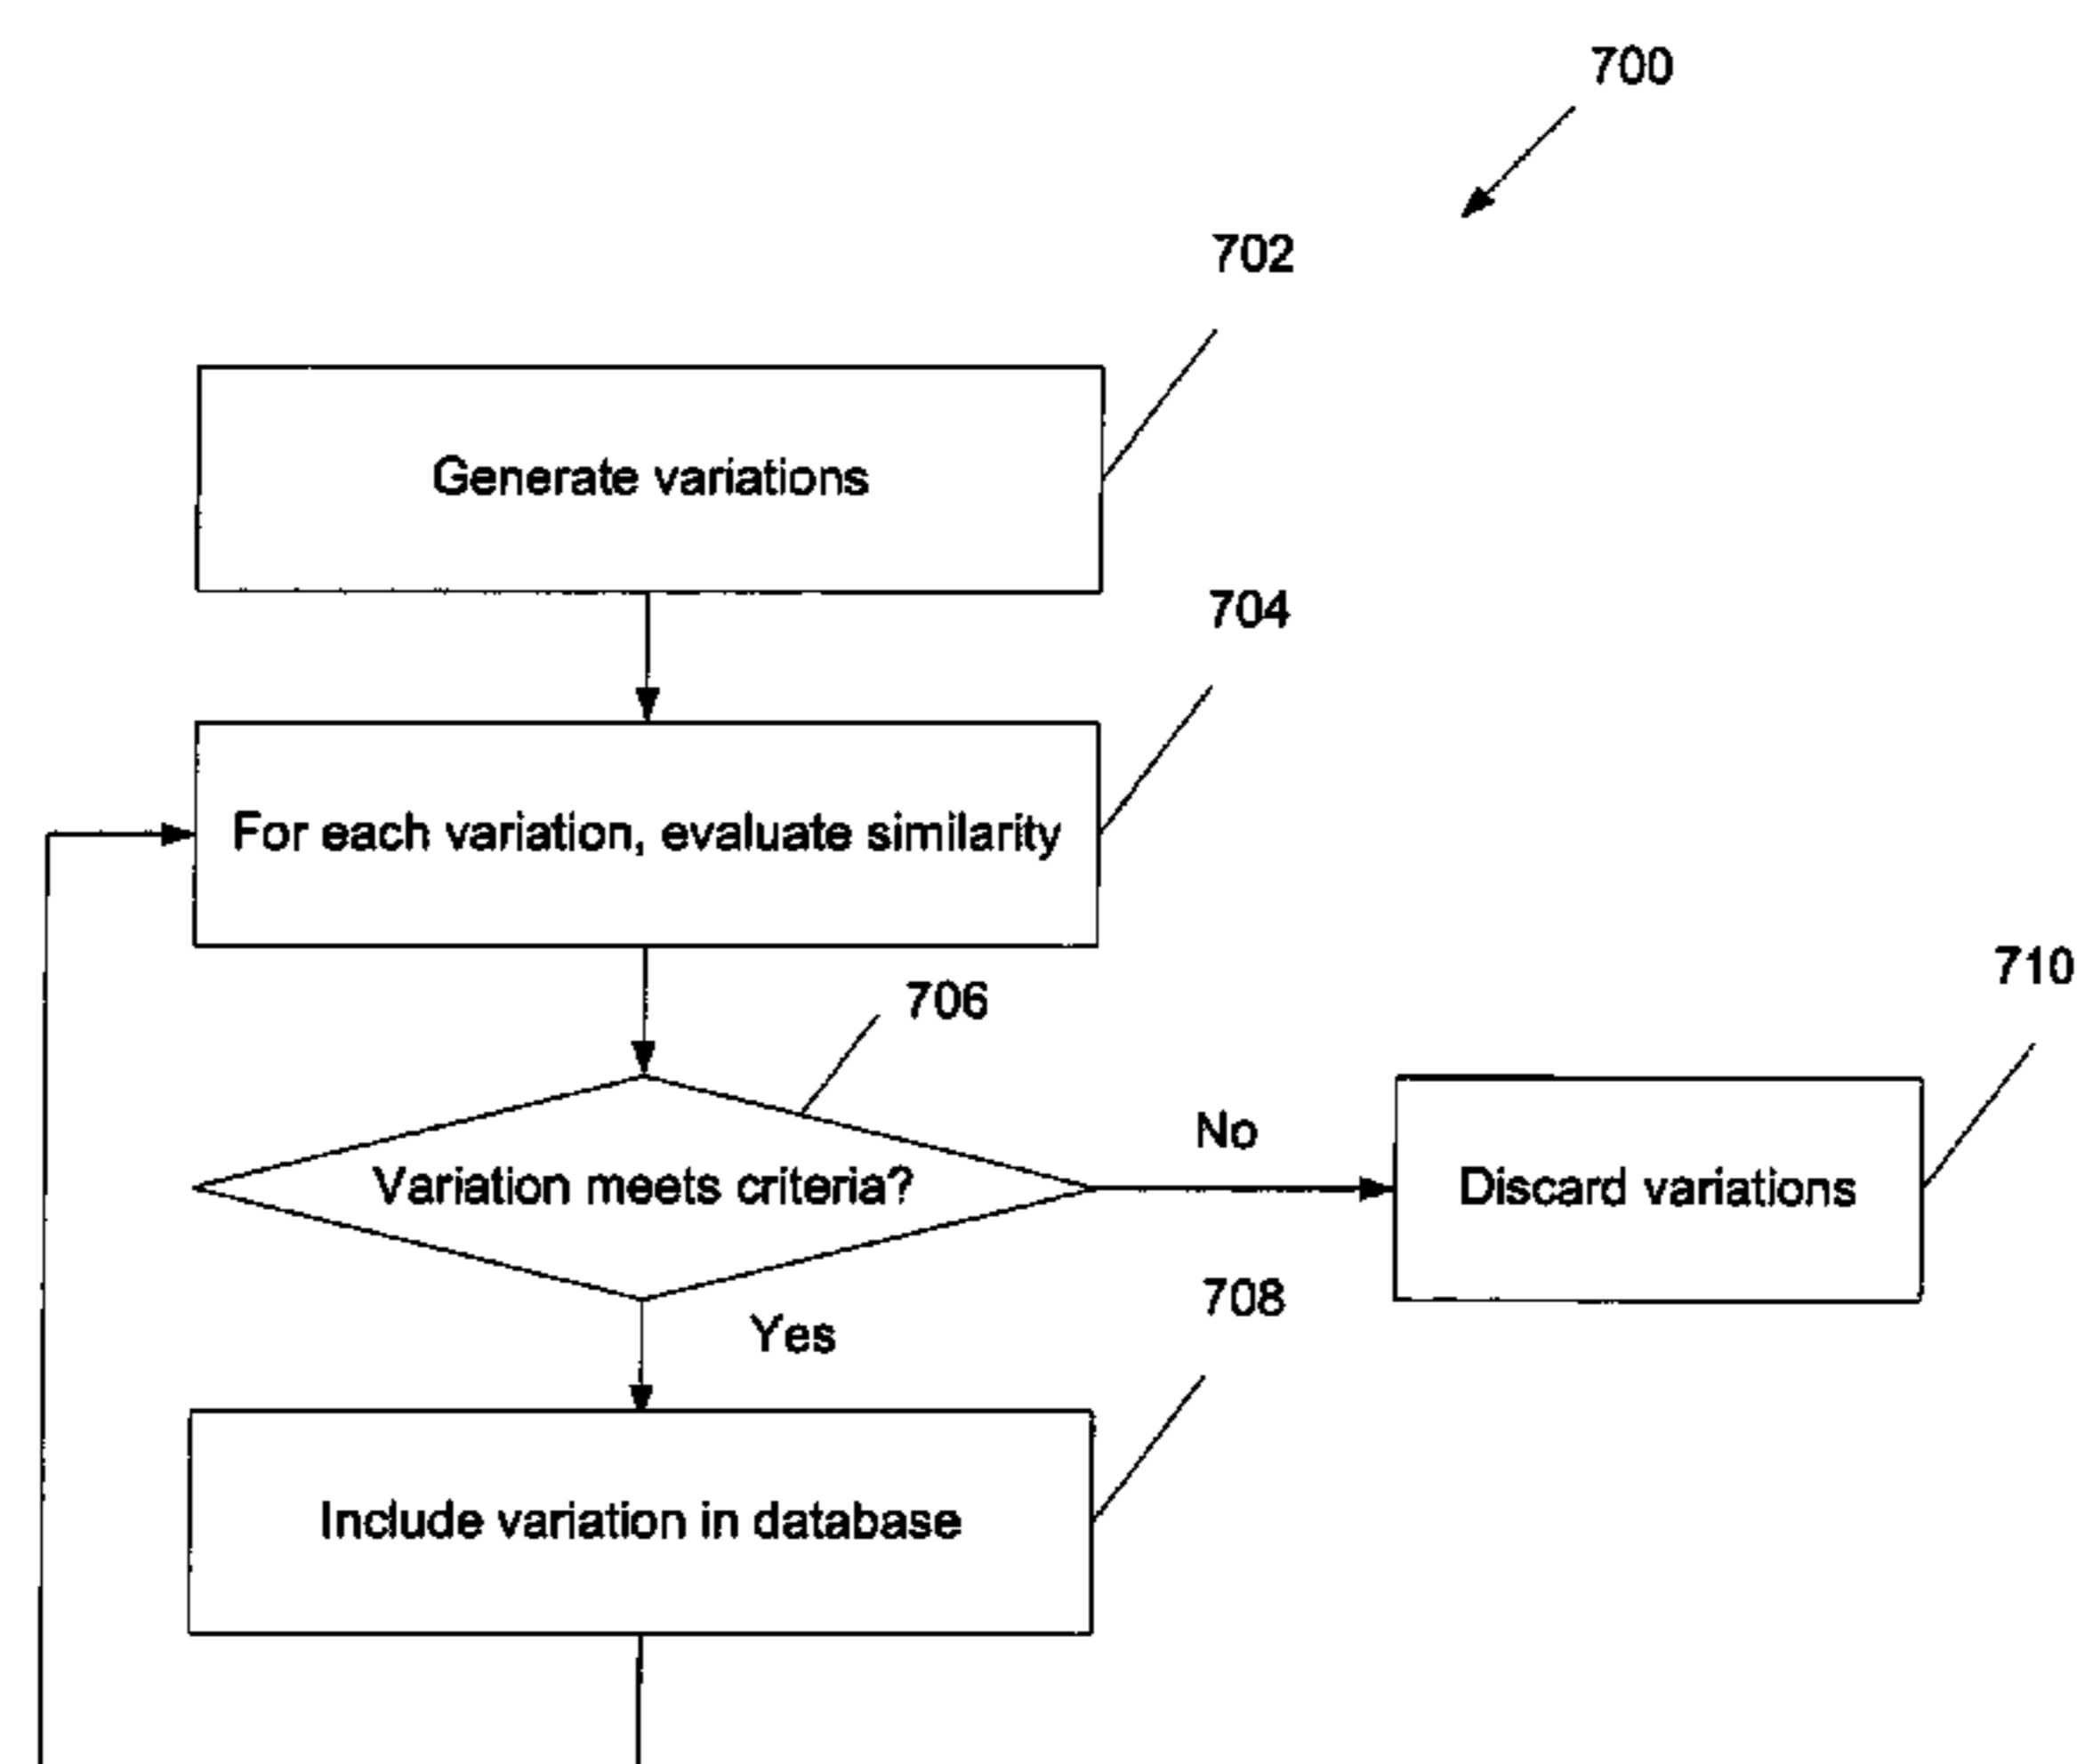 700
702
Generate variations
704
For each variation, evaluate similarity
706
710
Variation meets criteria?
No
Discard variations
Yes
708
Include variation in database